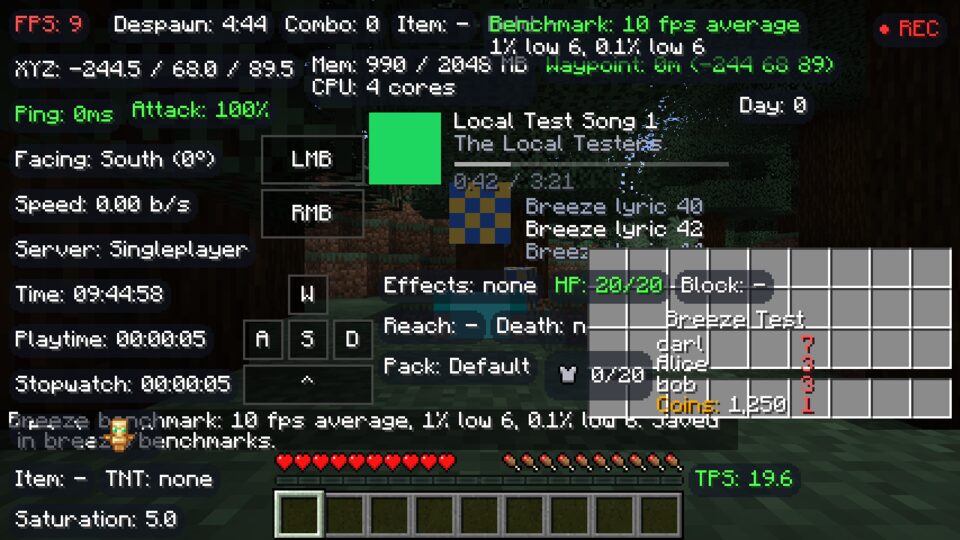 FPS: 9
Despawn: 4:44
Combo: 0
Item: -
Benchmark: 10 fps average
1% low 6, 0.1% low 6
REC
XYZ: -244.5 / 68.0 / 89.5
Mem: 990 / 2048 MB
Waypoint: 0m (-244 68 89)
CPU: 4 cores
Ping: 0ms
Attack: 100%
Day: 0
Local Test Song 1
The Local Testers
0:42 / 3:21
Facing: South (0°)
LMB
RMB
Speed: 0.00 b/s
Breeze lyric 40
Breeze lyric 42
Breeze
Server: Singleplayer
Effects: none
HP: 20/20
Block: -
Time: 09:44:58
W
Breeze Test
Reach: -
Death:
Playtime: 00:00:05
A
S
D
darl 7
Alice 3
bob 3
Coins: 1,250 1
Pack: Default
0/20
Stopwatch: 00:00:05
^
Breeze benchmark: 10 fps average, 1% low 6, 0.1% low 6. Saved
in breeze benchmarks.
Item: -
TNT: none
TPS: 19.6
Saturation: 5.0